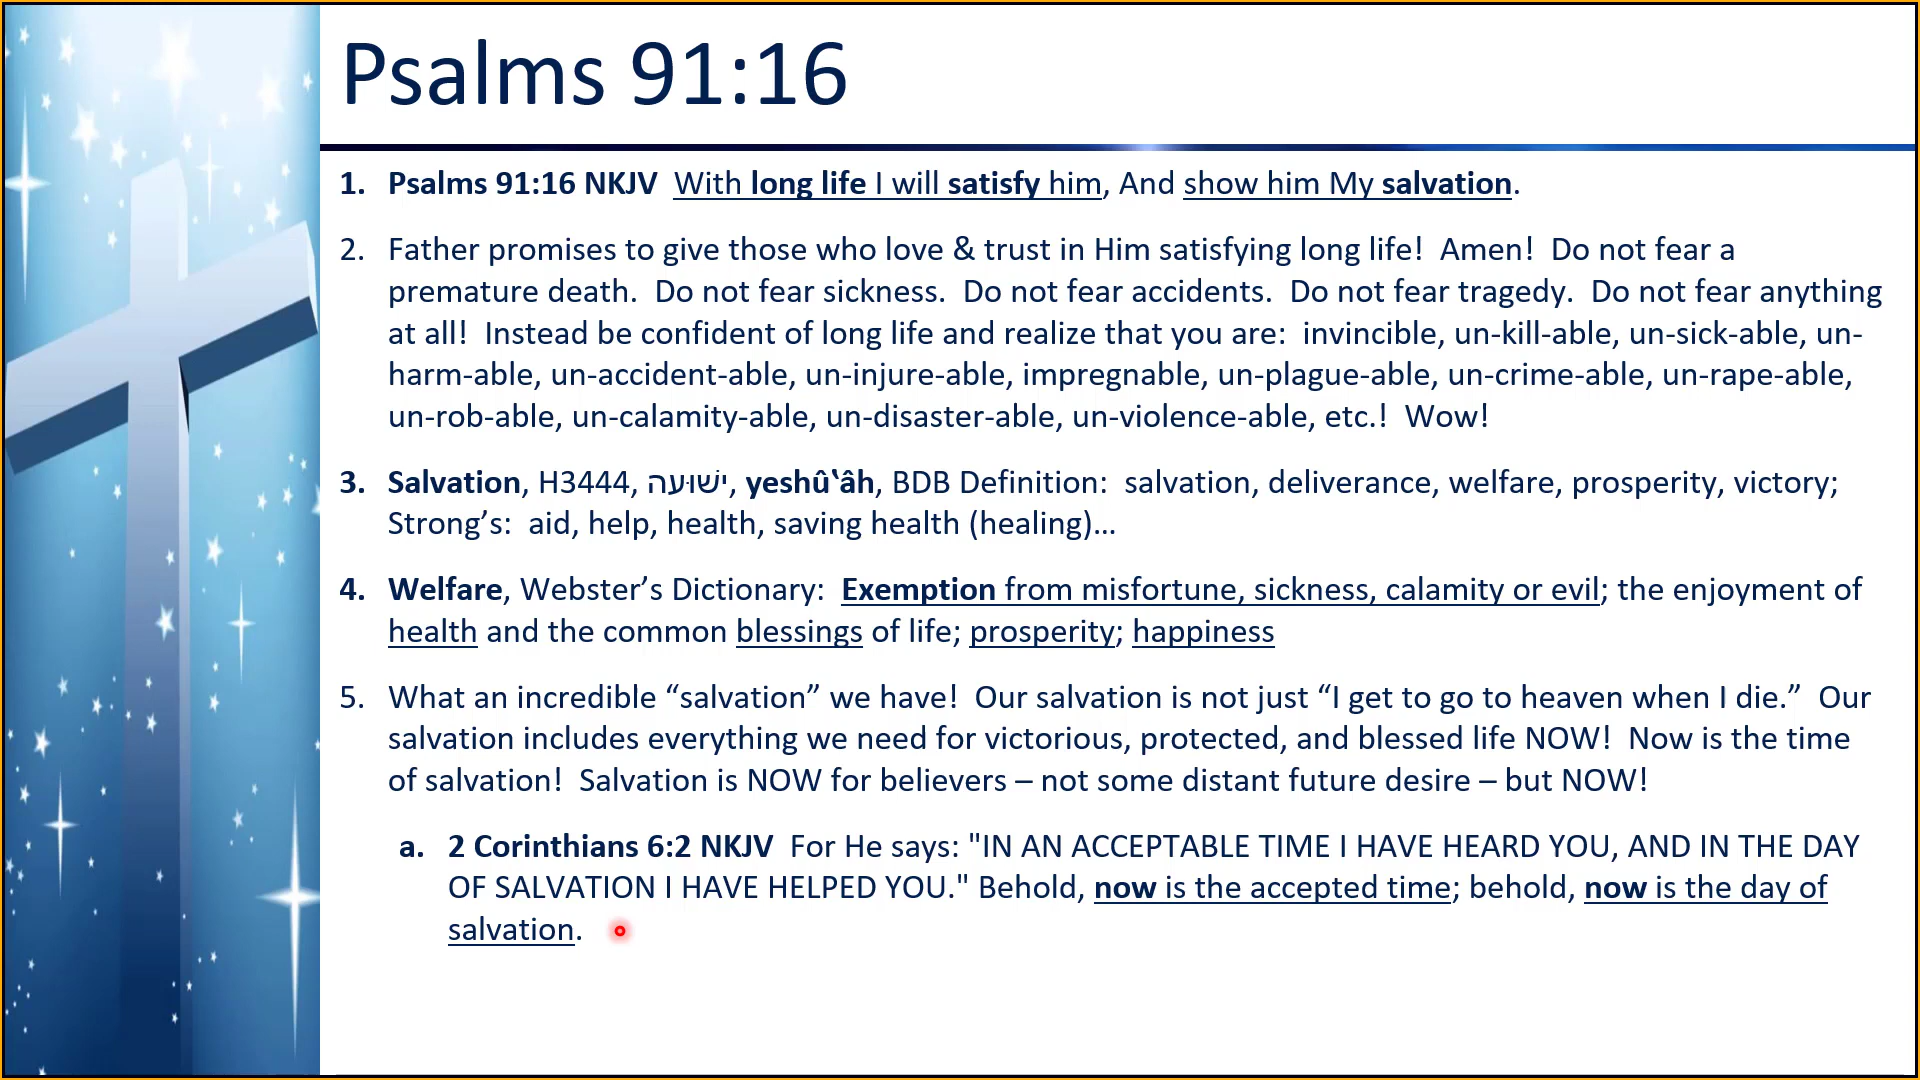 Psalms 91:16
1. Psalms 91:16 NKJV  With long life I will satisfy him, And show him My salvation.
2. Father promises to give those who love & trust in Him satisfying long life!  Amen!  Do not fear a
premature death.  Do not fear sickness.  Do not fear accidents.  Do not fear tragedy.  Do not fear anything
at all!  Instead be confident of long life and realize that you are:  invincible, un-kill-able, un-sick-able, un-
harm-able, un-accident-able, un-injure-able, impregnable, un-plague-able, un-crime-able, un-rape-able,
un-rob-able, un-calamity-able, un-disaster-able, un-violence-able, etc.!  Wow!
3. Salvation, H3444, ישׁוּעה, yeshû‛âh, BDB Definition:  salvation, deliverance, welfare, prosperity, victory;
Strong’s:  aid, help, health, saving health (healing)…
4. Welfare, Webster’s Dictionary:  Exemption from misfortune, sickness, calamity or evil; the enjoyment of
health and the common blessings of life; prosperity; happiness
5. What an incredible “salvation” we have!  Our salvation is not just “I get to go to heaven when I die.”  Our
salvation includes everything we need for victorious, protected, and blessed life NOW!  Now is the time
of salvation!  Salvation is NOW for believers – not some distant future desire – but NOW!
a. 2 Corinthians 6:2 NKJV  For He says: "IN AN ACCEPTABLE TIME I HAVE HEARD YOU, AND IN THE DAY
OF SALVATION I HAVE HELPED YOU." Behold, now is the accepted time; behold, now is the day of
salvation.